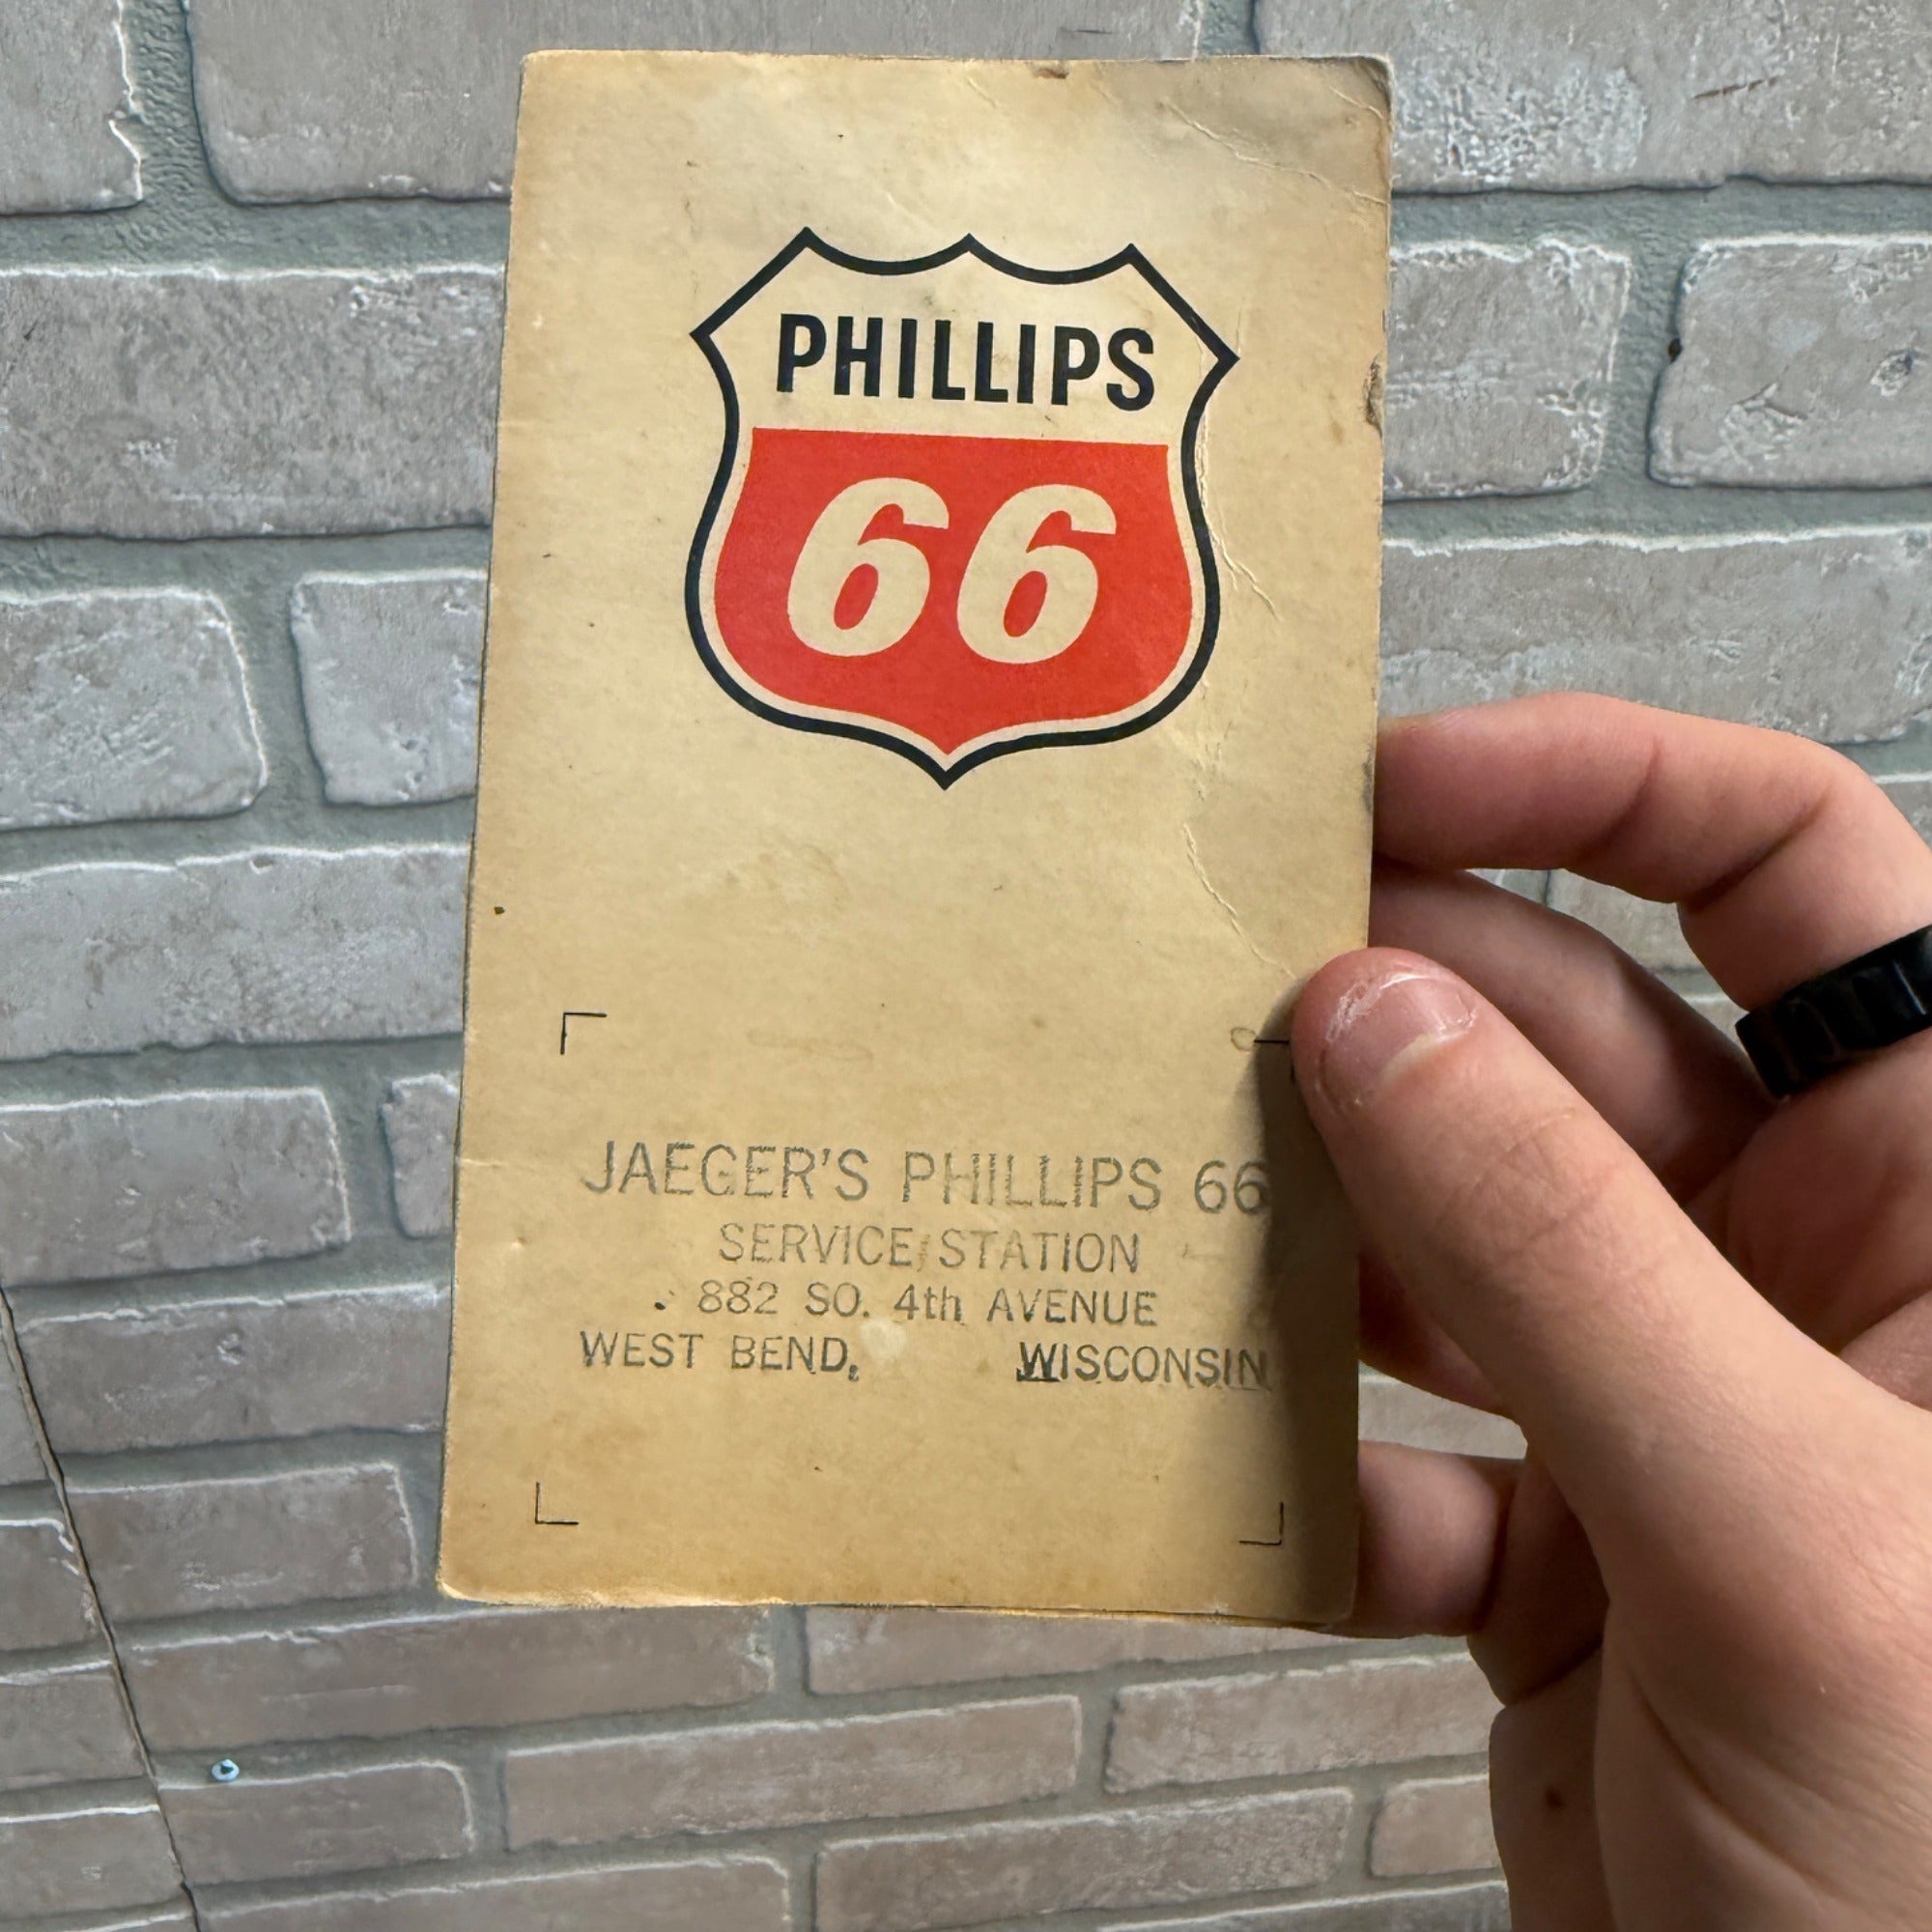 PHILLIPS
66
JAEGER'S PHILLIPS 66
SERVICE STATION
882 SO. 4th AVENUE
WEST BEND, WISCONSIN